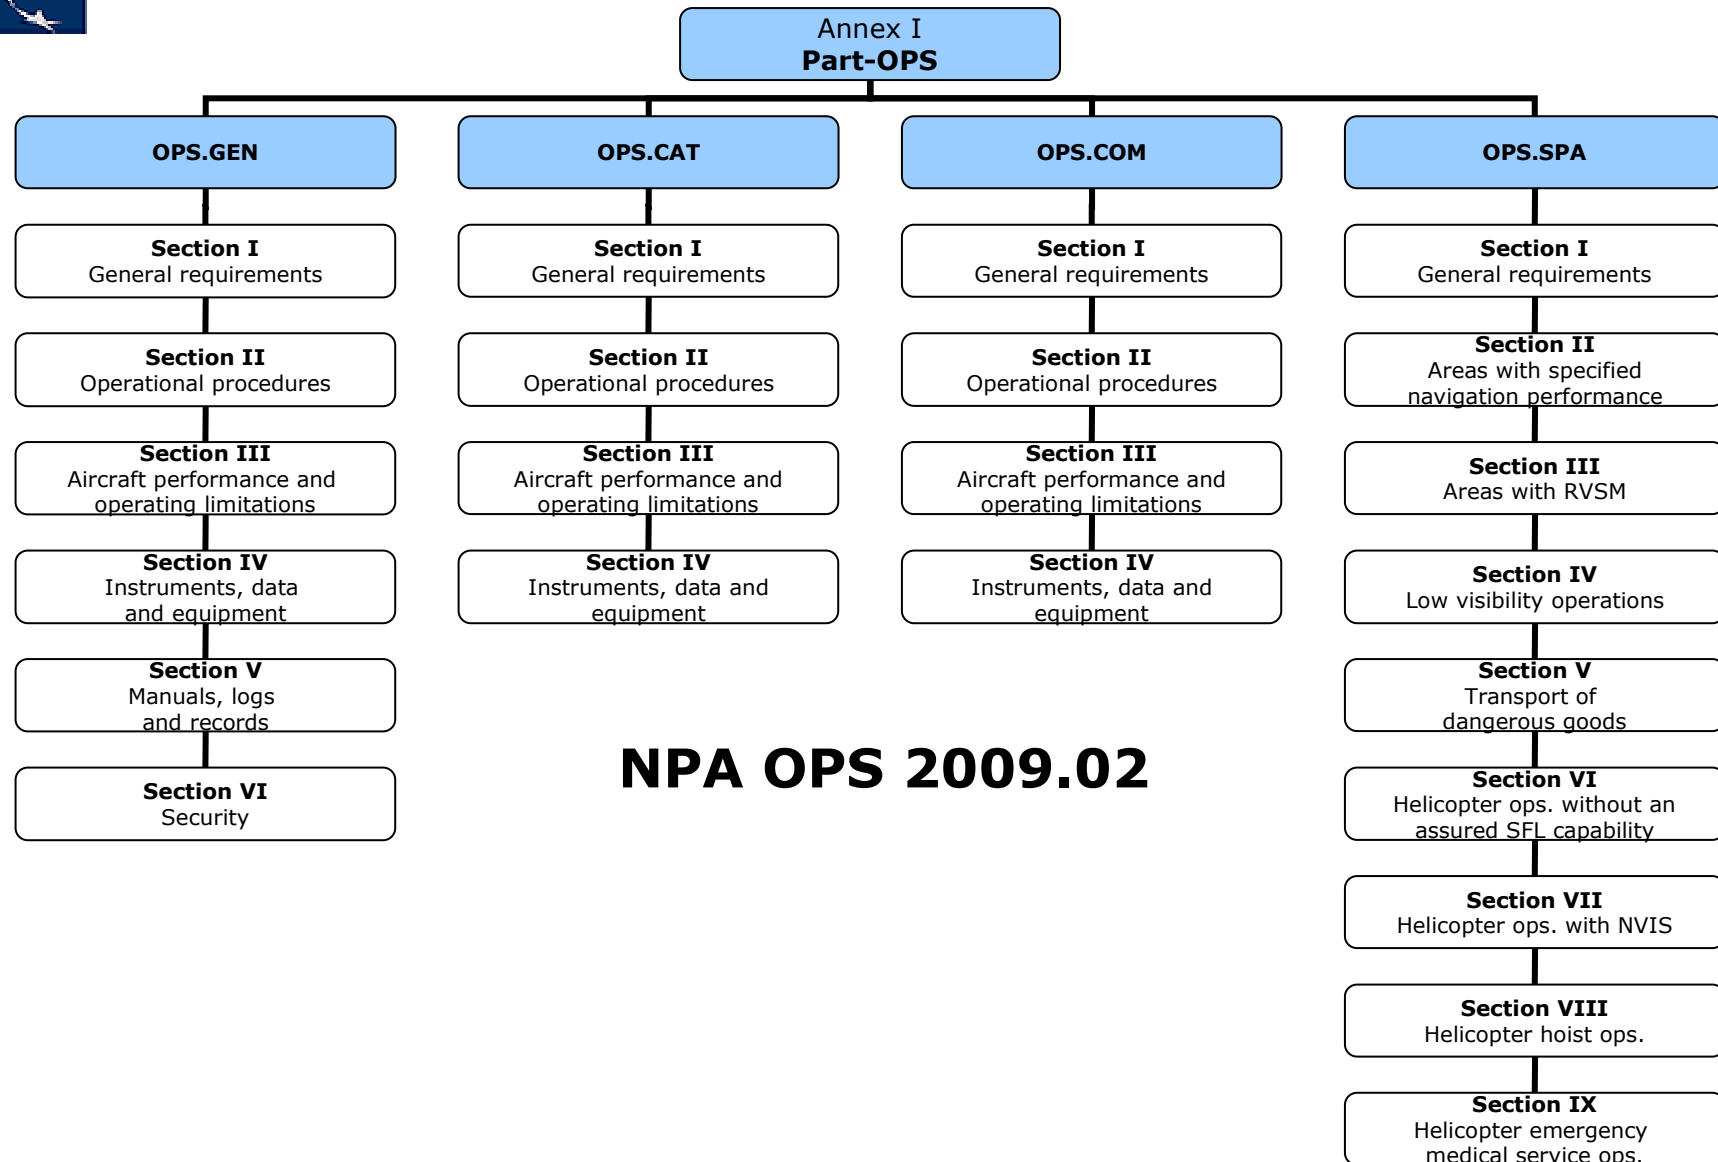 Annex I
Part-OPS
OPS.GEN
Section I
General requirements
Section II
Operational procedures
Section III
Aircraft performance and
operating limitations
Section IV
Instruments, data
and equipment
Section V
Manuals, logs
and records
Section VI
Security
OPS.CAT
Section I
General requirements
Section II
Operational procedures
Section III
Aircraft performance and
operating limitations
Section IV
Instruments, data and
equipment
OPS.COM
Section I
General requirements
Section II
Operational procedures
Section III
Aircraft performance and
operating limitations
Section IV
Instruments, data and
equipment
OPS.SPA
Section I
General requirements
Section II
Areas with specified
navigation performance
Section III
Areas with RVSM
Section IV
Low visibility operations
Section V
Transport of
dangerous goods
Section VI
Helicopter ops. without an
assured SFL capability
Section VII
Helicopter ops. with NVIS
Section VIII
Helicopter hoist ops.
Section IX
Helicopter emergency
medical service ops.
NPA OPS 2009.02